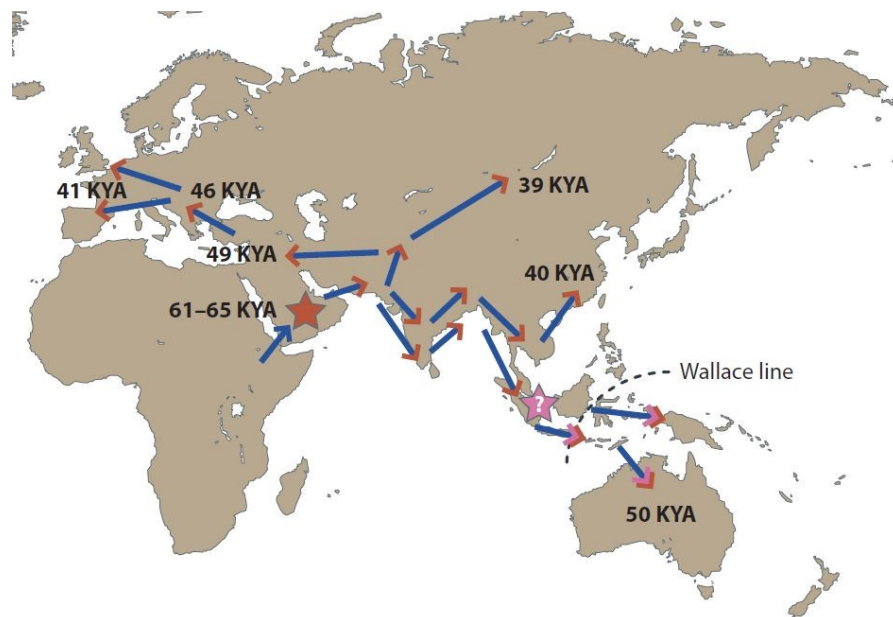 41 KYA
46 KYA
39 KYA
49 KYA
40 KYA
61–65 KYA
Wallace line
?
50 KYA